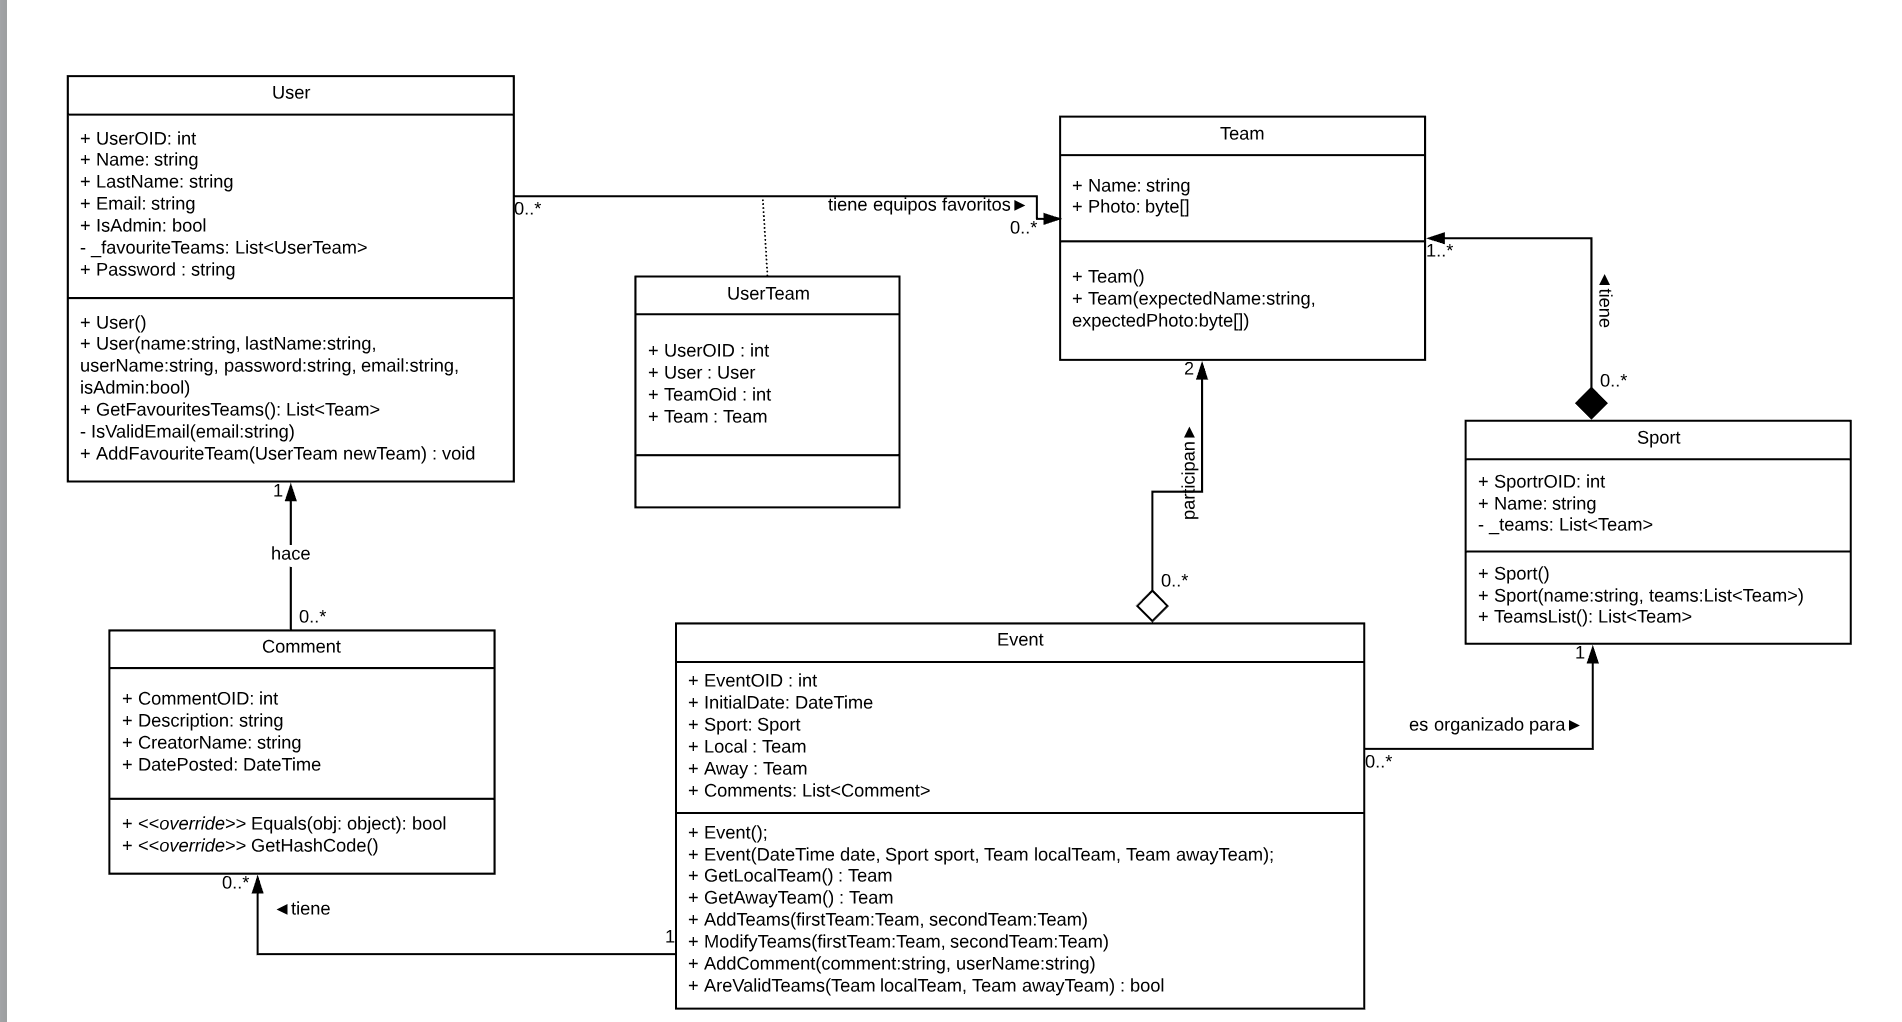 User
+ UserOID: int
+ Name: string
+ LastName: string
+ Email: string
+ IsAdmin: bool
- _favouriteTeams: List<UserTeam>
+ Password : string
+ User()
+ User(name:string, lastName:string,
userName:string, password:string, email:string,
isAdmin:bool)
+ GetFavouritesTeams(): List<Team>
- IsValidEmail(email:string)
+ AddFavouriteTeam(UserTeam newTeam) : void
0..*
tiene equipos favoritos ►
0..*
UserTeam
+ UserOID : int
+ User : User
+ TeamOid : int
+ Team : Team
Team
+ Name: string
+ Photo: byte[]
+ Team()
+ Team(expectedName:string,
expectedPhoto:byte[])
1..*
tiene ►
0..*
2
participan ►
0..*
Sport
+ SportrOID: int
+ Name: string
- _teams: List<Team>
+ Sport()
+ Sport(name:string, teams:List<Team>)
+ TeamsList(): List<Team>
1
es organizado para ►
0..*
1
hace
0..*
Comment
+ CommentOID: int
+ Description: string
+ CreatorName: string
+ DatePosted: DateTime
+ <<override>> Equals(obj: object): bool
+ <<override>> GetHashCode()
0..*
◄ tiene
1
Event
+ EventOID : int
+ InitialDate: DateTime
+ Sport: Sport
+ Local : Team
+ Away : Team
+ Comments: List<Comment>
+ Event();
+ Event(DateTime date, Sport sport, Team localTeam, Team awayTeam);
+ GetLocalTeam() : Team
+ GetAwayTeam() : Team
+ AddTeams(firstTeam:Team, secondTeam:Team)
+ ModifyTeams(firstTeam:Team, secondTeam:Team)
+ AddComment(comment:string, userName:string)
+ AreValidTeams(Team localTeam, Team awayTeam) : bool